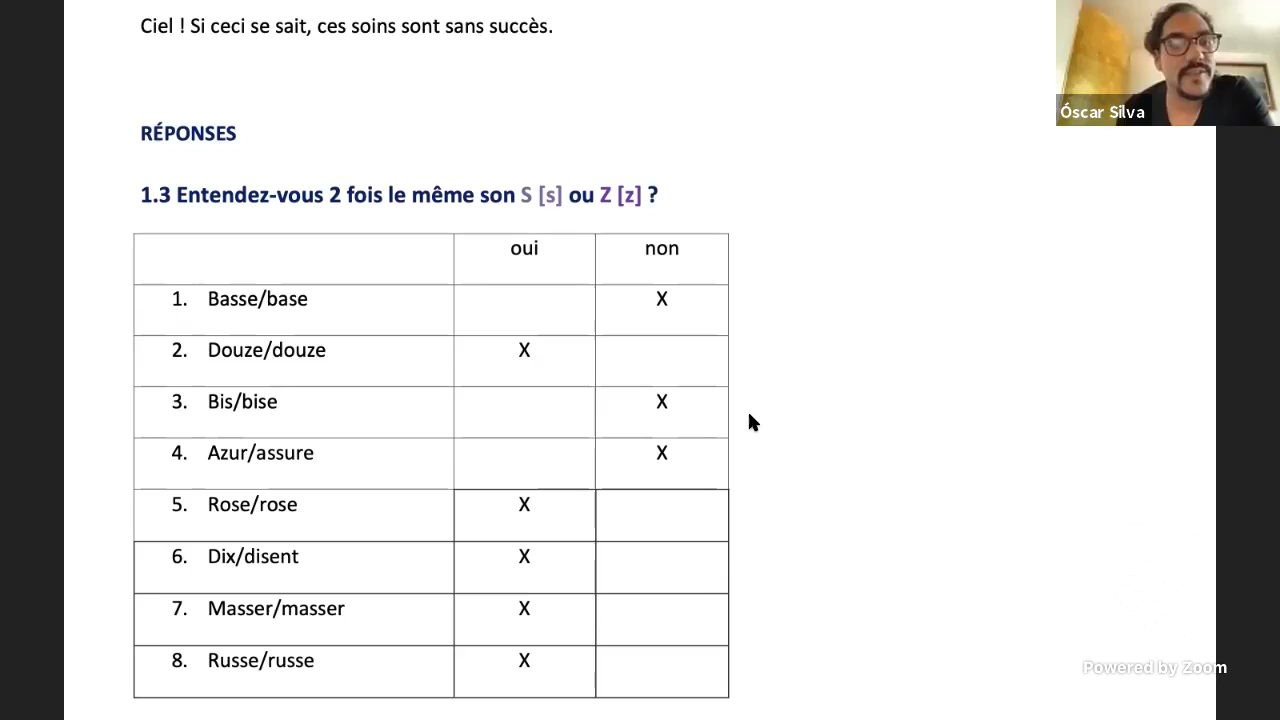 Ciel ! Si ceci se sait, ces soins sont sans succès.
Óscar Silva
RÉPONSES
1.3 Entendez-vous 2 fois le même son S [s] ou Z [z] ?
oui non
1. Basse/base X
2. Douze/douze X
3. Bis/bise X
4. Azur/assure X
5. Rose/rose X
6. Dix/disent X
7. Masser/masser X
8. Russe/russe X
Powered by Zoom